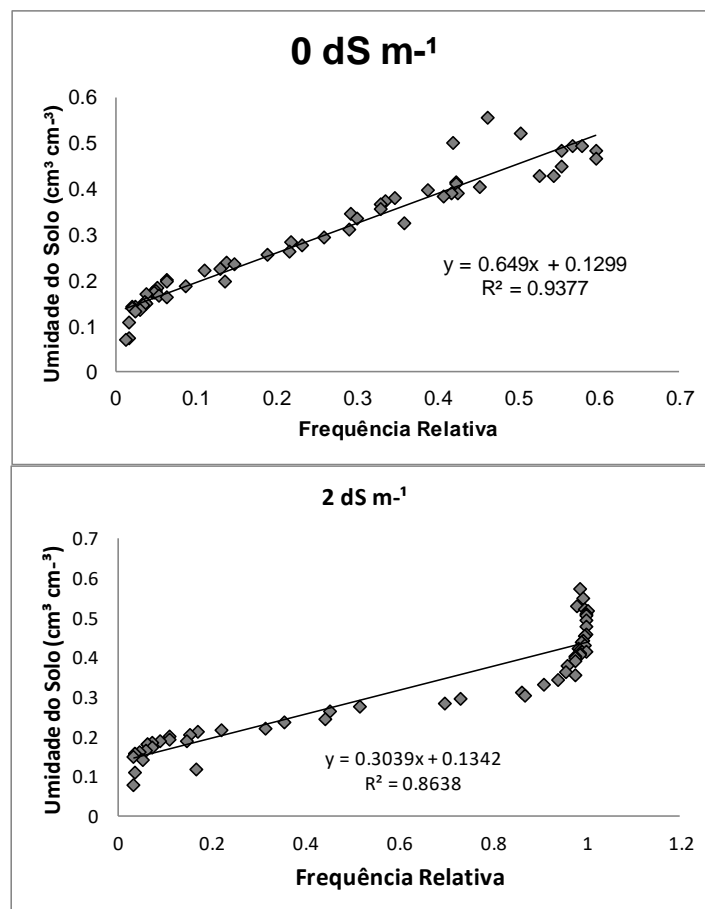 0 dS m-¹
Umidade do Solo (cm³ cm-³)
0.6
0.5
0.4
0.3
0.2
0.1
0
y = 0.649x + 0.1299
R² = 0.9377
0 0.1 0.2 0.3 0.4 0.5 0.6 0.7
Frequência Relativa
2 dS m-¹
Umidade do Solo (cm³ cm-³)
0.7
0.6
0.5
0.4
0.3
0.2
0.1
0
y = 0.3039x + 0.1342
R² = 0.8638
0 0.2 0.4 0.6 0.8 1 1.2
Frequência Relativa